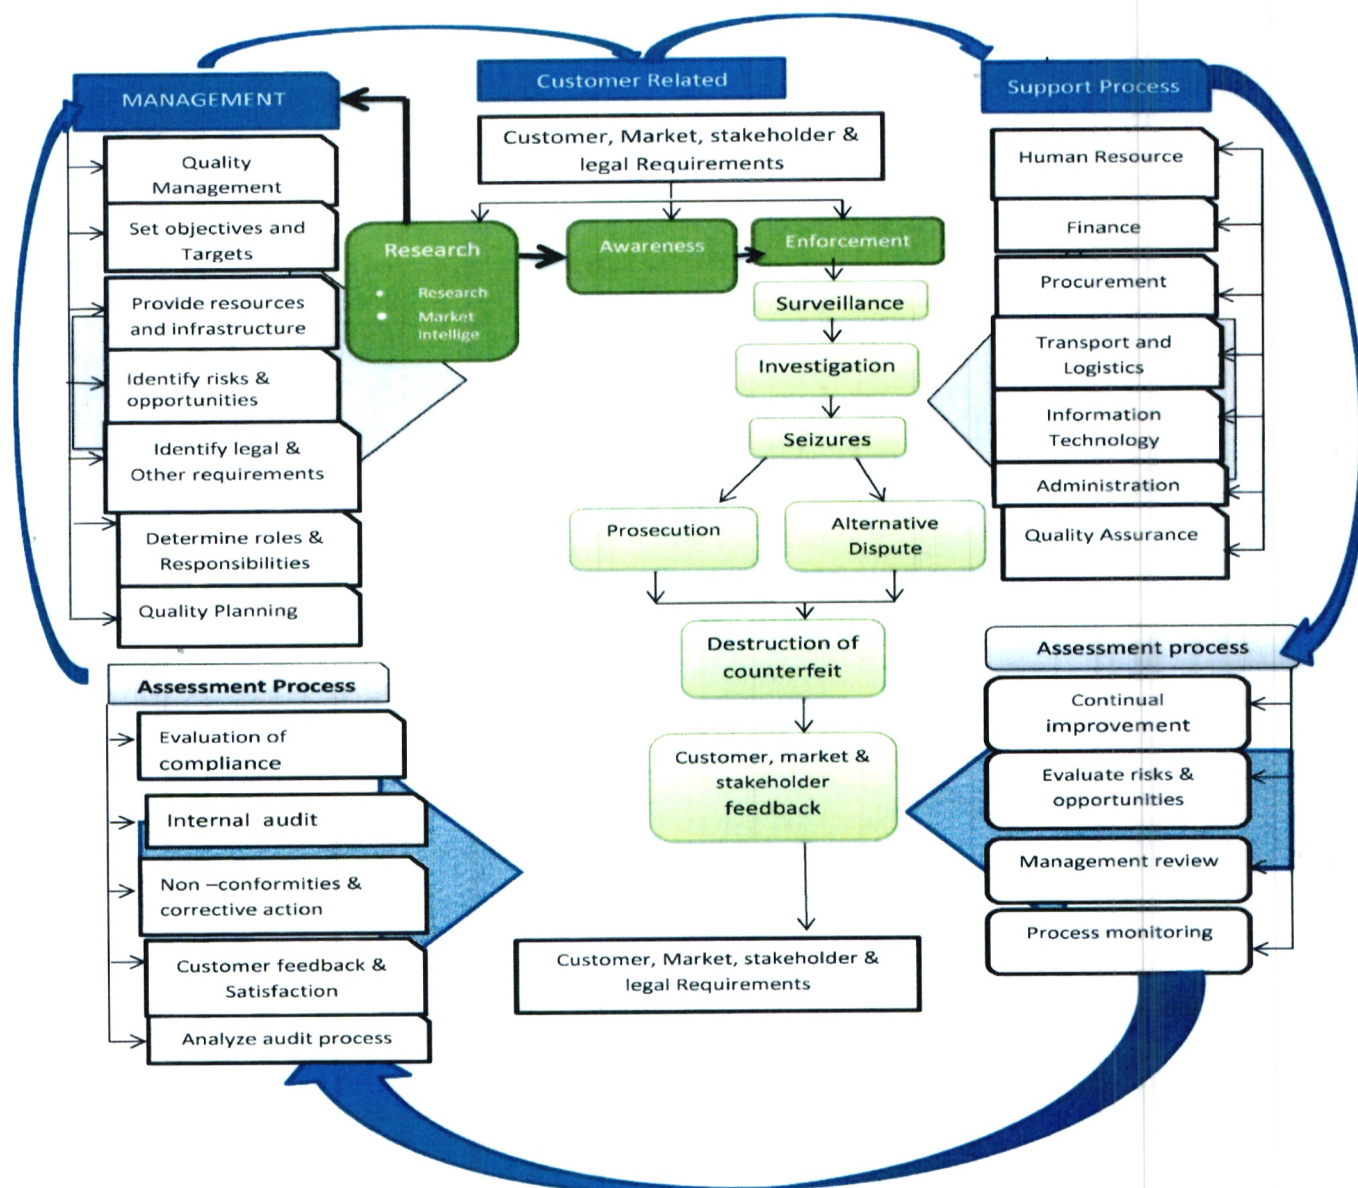 MANAGEMENT
Quality
Management
Set objectives and
Targets
Provide resources
and infrastructure
Identify risks &
opportunities
Identify legal &
Other requirements
Determine roles &
Responsibilities
Quality Planning
Assessment Process
Evaluation of
compliance
Internal audit
Non –conformities &
corrective action
Customer feedback &
Satisfaction
Analyze audit process
Customer Related
Customer, Market, stakeholder &
legal Requirements
Research
• Research
• Market
intellige
Awareness
Enforcement
Surveillance
Investigation
Seizures
Prosecution
Alternative
Dispute
Destruction of
counterfeit
Customer, market &
stakeholder
feedback
Customer, Market, stakeholder &
legal Requirements
Support Process
Human Resource
Finance
Procurement
Transport and
Logistics
Information
Technology
Administration
Quality Assurance
Assessment process
Continual
improvement
Evaluate risks &
opportunities
Management review
Process monitoring